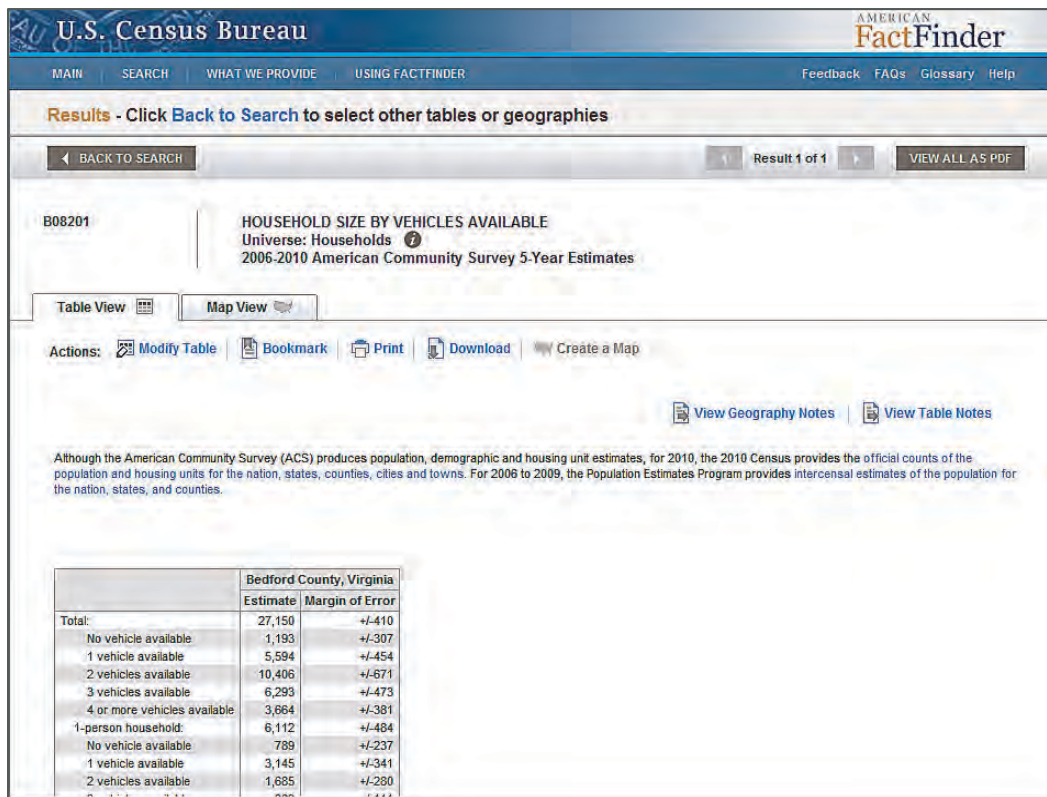 U.S. Census Bureau
AMERICAN
FactFinder
MAIN SEARCH WHAT WE PROVIDE USING FACTFINDER Feedback FAQs Glossary Help
Results - Click Back to Search to select other tables or geographies
BACK TO SEARCH Result 1 of 1 VIEW ALL AS PDF
B08201 HOUSEHOLD SIZE BY VEHICLES AVAILABLE
Universe: Households i
2006-2010 American Community Survey 5-Year Estimates
Table View Map View
Actions: Modify Table Bookmark Print Download Create a Map
View Geography Notes View Table Notes
Although the American Community Survey (ACS) produces population, demographic and housing unit estimates, for 2010, the 2010 Census provides the official counts of the
population and housing units for the nation, states, counties, cities and towns. For 2006 to 2009, the Population Estimates Program provides intercensal estimates of the population for
the nation, states, and counties.
Bedford County, Virginia
Estimate Margin of Error
Total: 27,150 +/-410
No vehicle available 1,193 +/-307
1 vehicle available 5,594 +/-454
2 vehicles available 10,406 +/-671
3 vehicles available 6,293 +/-473
4 or more vehicles available 3,664 +/-381
1-person household: 6,112 +/-484
No vehicle available 789 +/-237
1 vehicle available 3,145 +/-341
2 vehicles available 1,685 +/-280